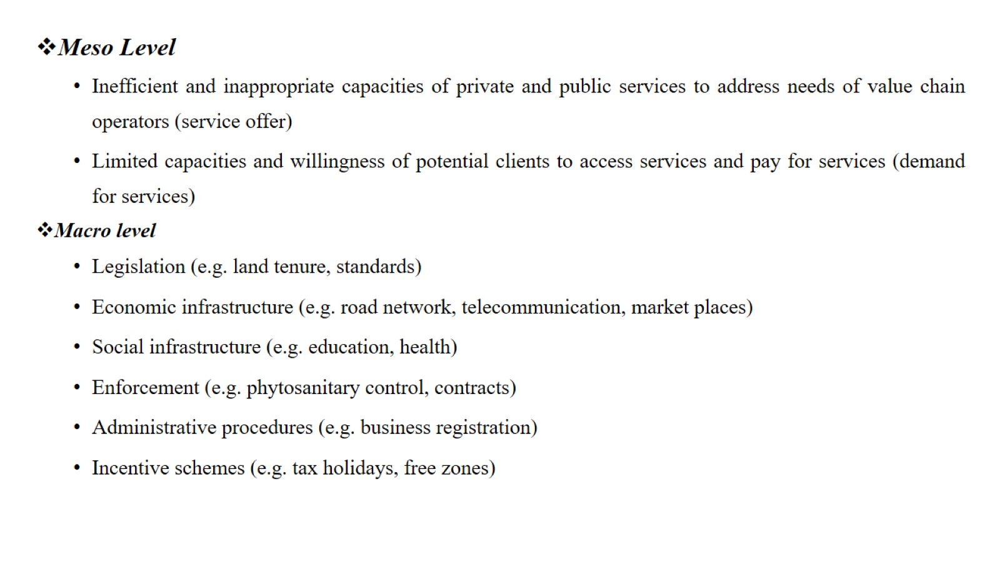 ❖Meso Level
• Inefficient and inappropriate capacities of private and public services to address needs of value chain
operators (service offer)
• Limited capacities and willingness of potential clients to access services and pay for services (demand
for services)
❖Macro level
• Legislation (e.g. land tenure, standards)
• Economic infrastructure (e.g. road network, telecommunication, market places)
• Social infrastructure (e.g. education, health)
• Enforcement (e.g. phytosanitary control, contracts)
• Administrative procedures (e.g. business registration)
• Incentive schemes (e.g. tax holidays, free zones)